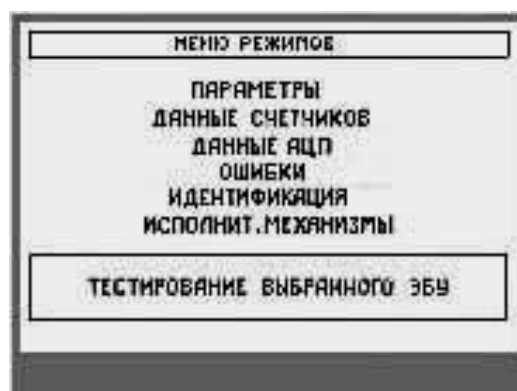 МЕНЮ РЕЖИМОВ
ПАРАМЕТРЫ
ДАННЫЕ СЧЕТЧИКОВ
ДАННЫЕ АЦП
ОШИБКИ
ИДЕНТИФИКАЦИЯ
ИСПОЛНИТ.МЕХАНИЗМЫ
ТЕСТИРОВАНИЕ ВЫБРАННОГО ЭБУ